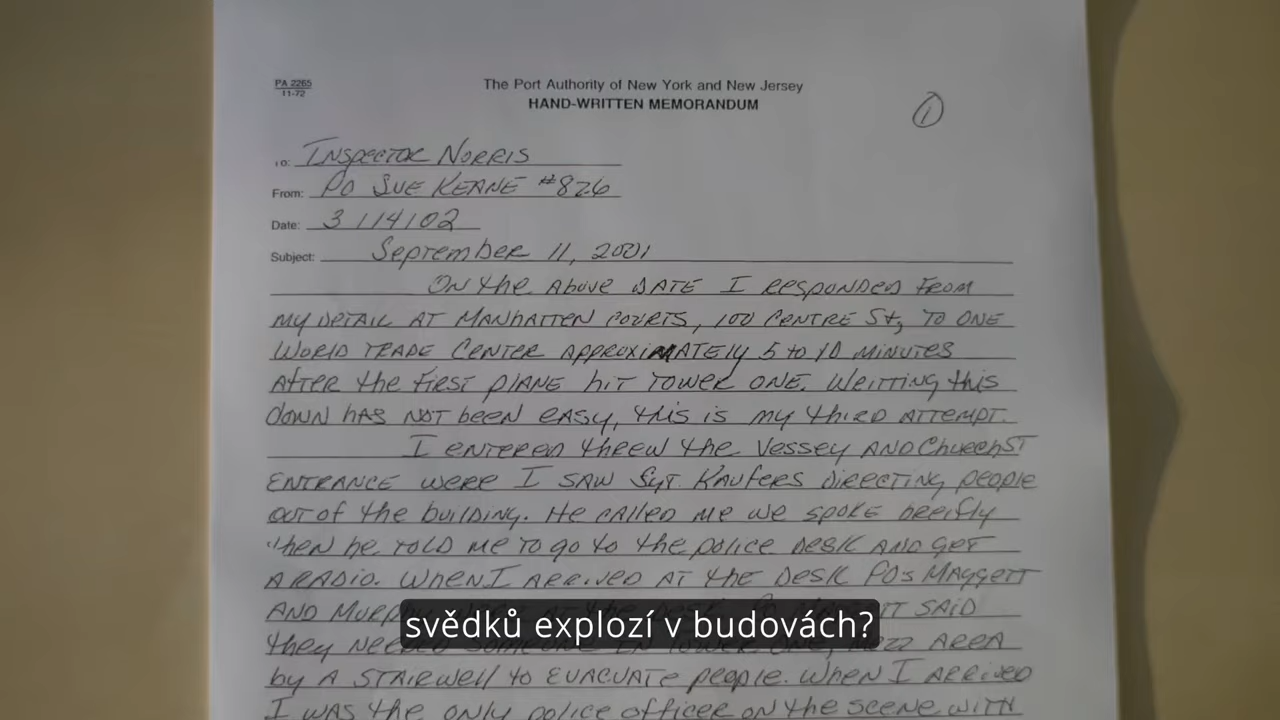 PA 2265
11-72
The Port Authority of New York and New Jersey
HAND-WRITTEN MEMORANDUM
1
To: Inspector Norris
From: PO Sue Keane #826
Date: 3/14/02
Subject: September 11, 2001
On the above date I responded from
my detail at Manhatten Courts, 100 Centre St, to One
World Trade Center approximately 5 to 10 minutes
after the first plane hit Tower One. Writting this
down has not been easy, this is my third attempt.
I entered threw the Vessey and Church St
entrance were I saw Sgt. Kaufers directing people
out of the building. He called me we spoke breifly
then he told me to go to the police desk and get
a radio. When I arrived at the desk PO's Maggett
and said
they area
by a stairwell to evacuate people. When I arrived
I was the only police officer on the scene with
svědků explozí v budovách?